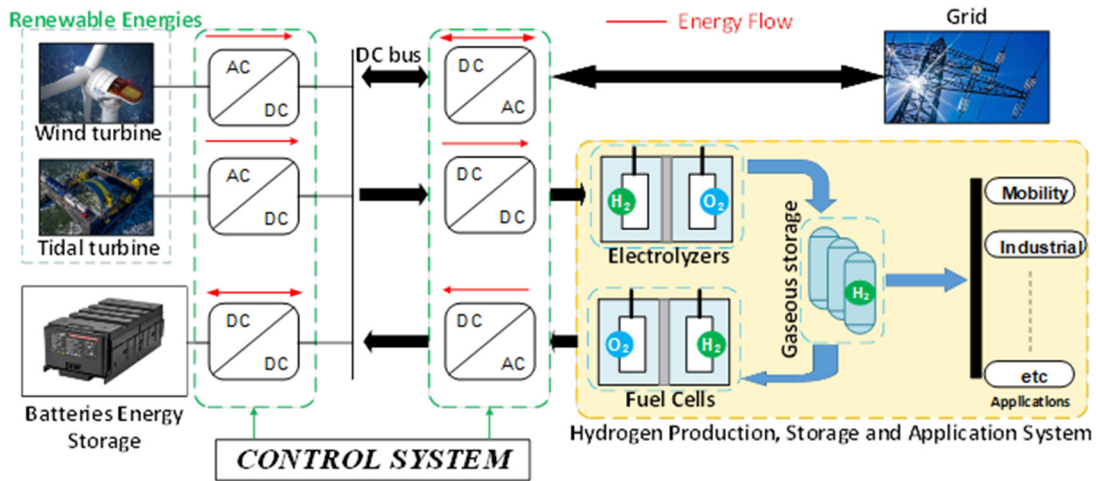 Renewable Energies
Energy Flow
Grid
DC bus
AC
DC
DC
AC
Wind turbine
AC
DC
DC
DC
Tidal turbine
H2
O2
Electrolyzers
Gaseous storage
H2
Mobility
Industrial
etc
Applications
DC
DC
DC
AC
O2
H2
Fuel Cells
Batteries Energy
Storage
Hydrogen Production, Storage and Application System
CONTROL SYSTEM